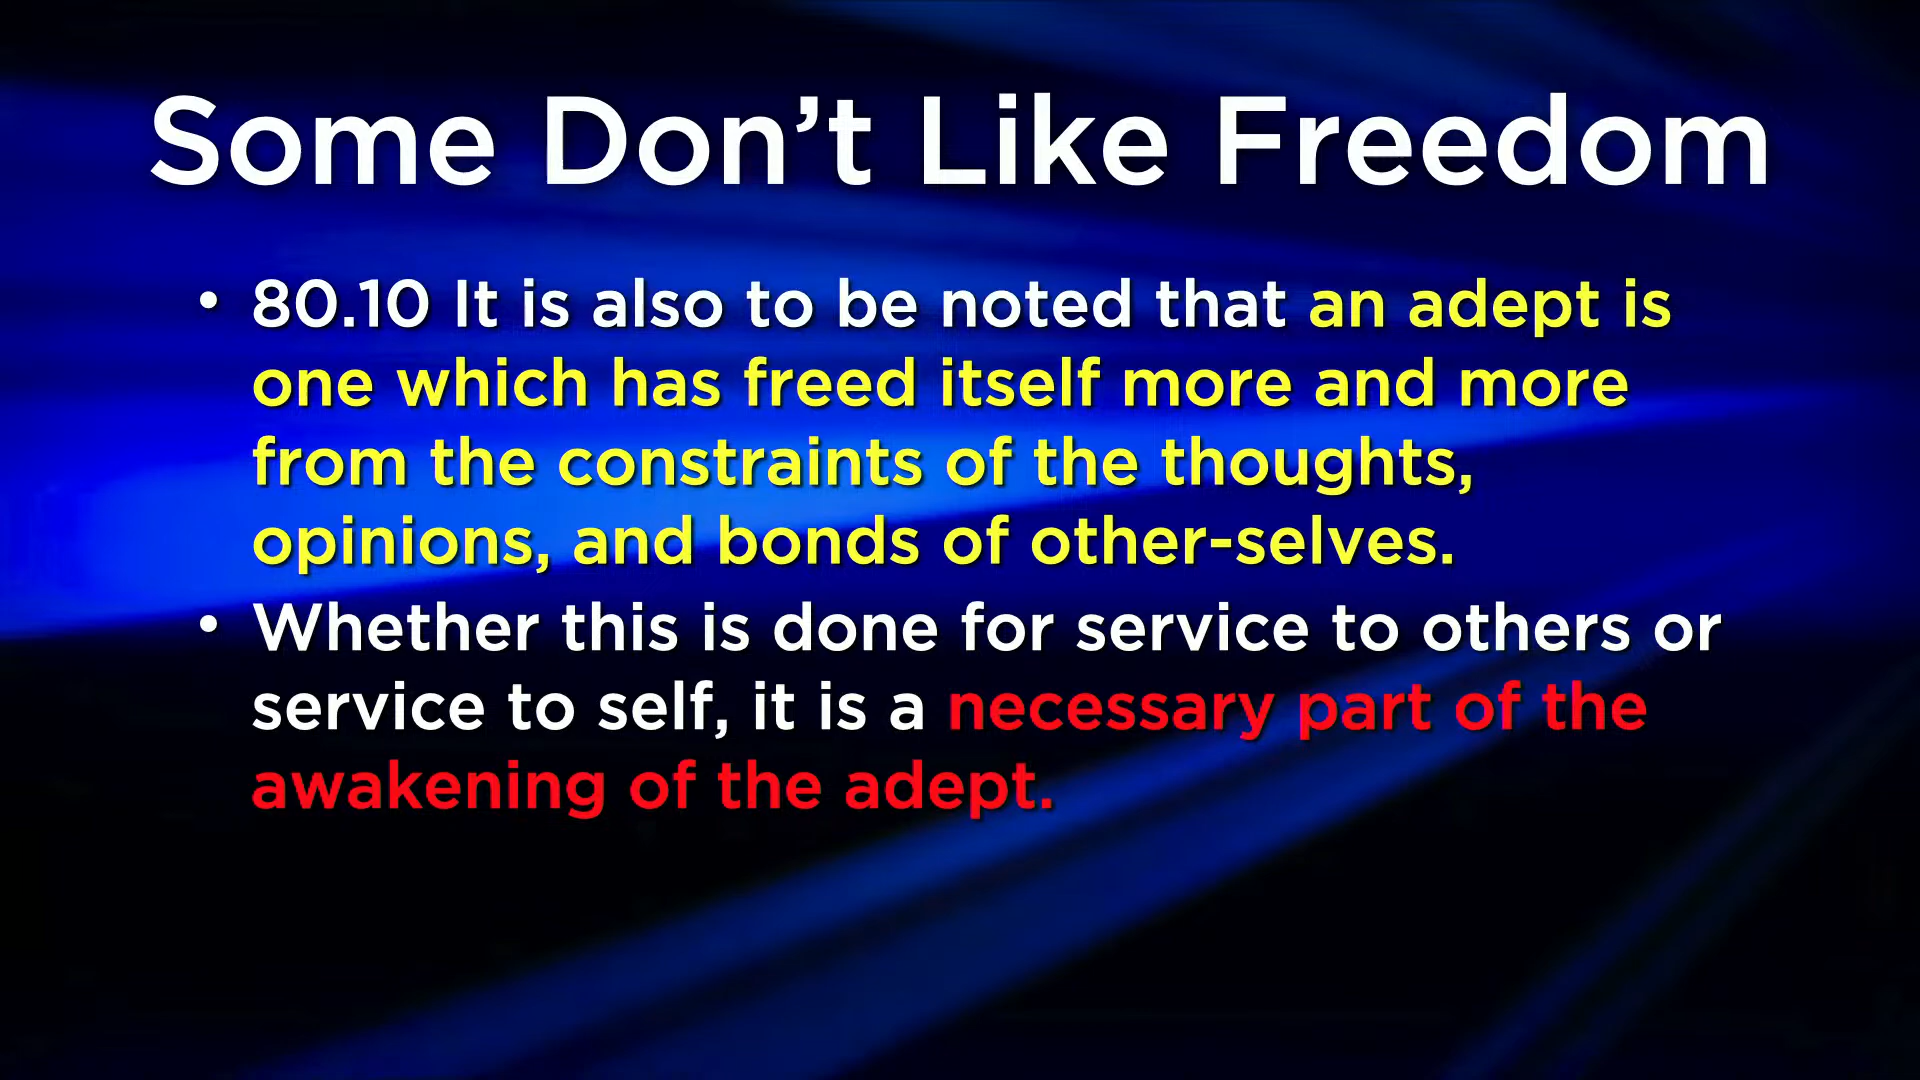 Some Don’t Like Freedom
• 80.10 It is also to be noted that an adept is
one which has freed itself more and more
from the constraints of the thoughts,
opinions, and bonds of other-selves.
• Whether this is done for service to others or
service to self, it is a necessary part of the
awakening of the adept.